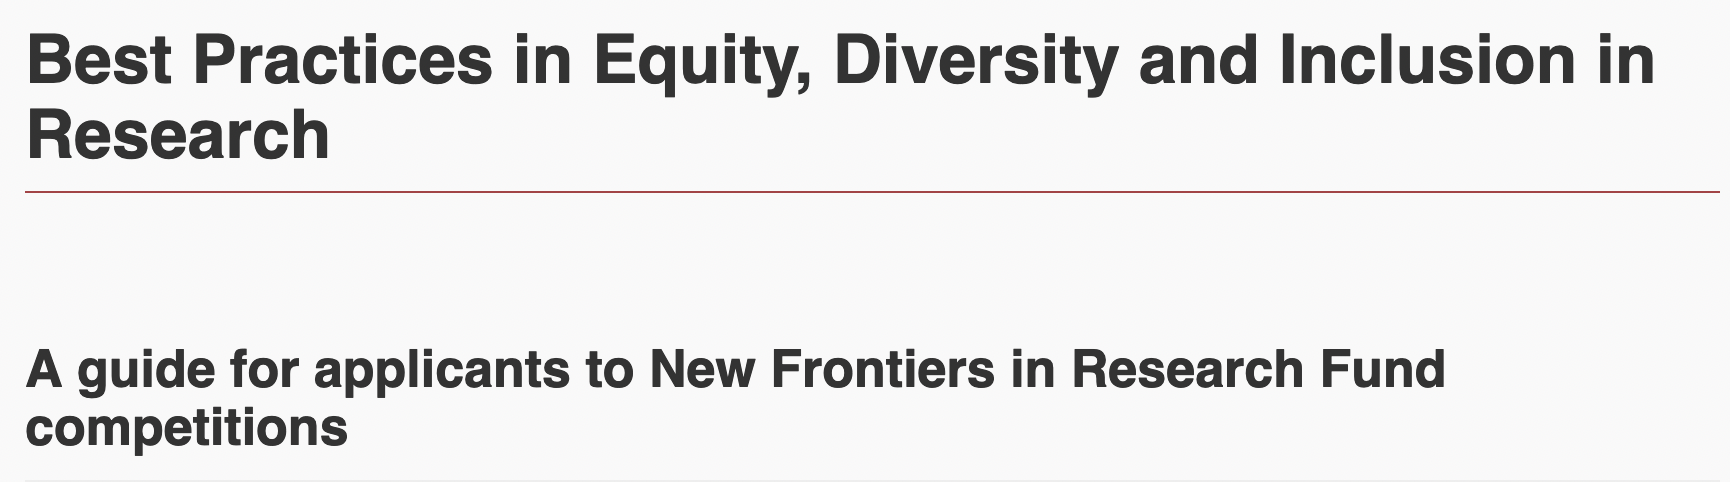 Best Practices in Equity, Diversity and Inclusion in
Research
A guide for applicants to New Frontiers in Research Fund
competitions